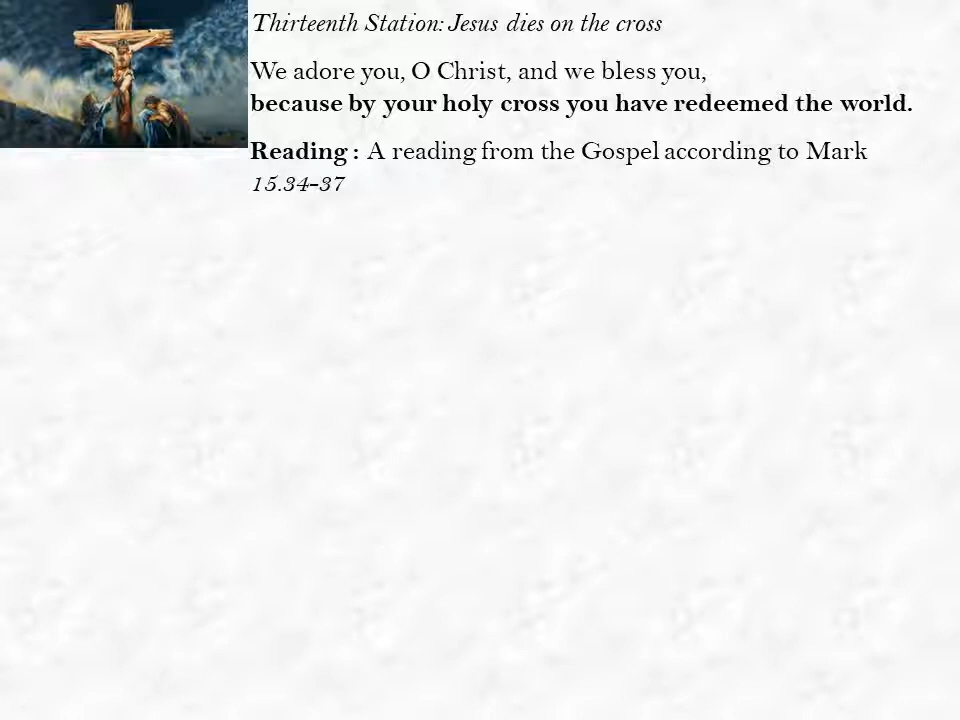 Thirteenth Station: Jesus dies on the cross
We adore you, O Christ, and we bless you,
because by your holy cross you have redeemed the world.
Reading : A reading from the Gospel according to Mark
15.34-37